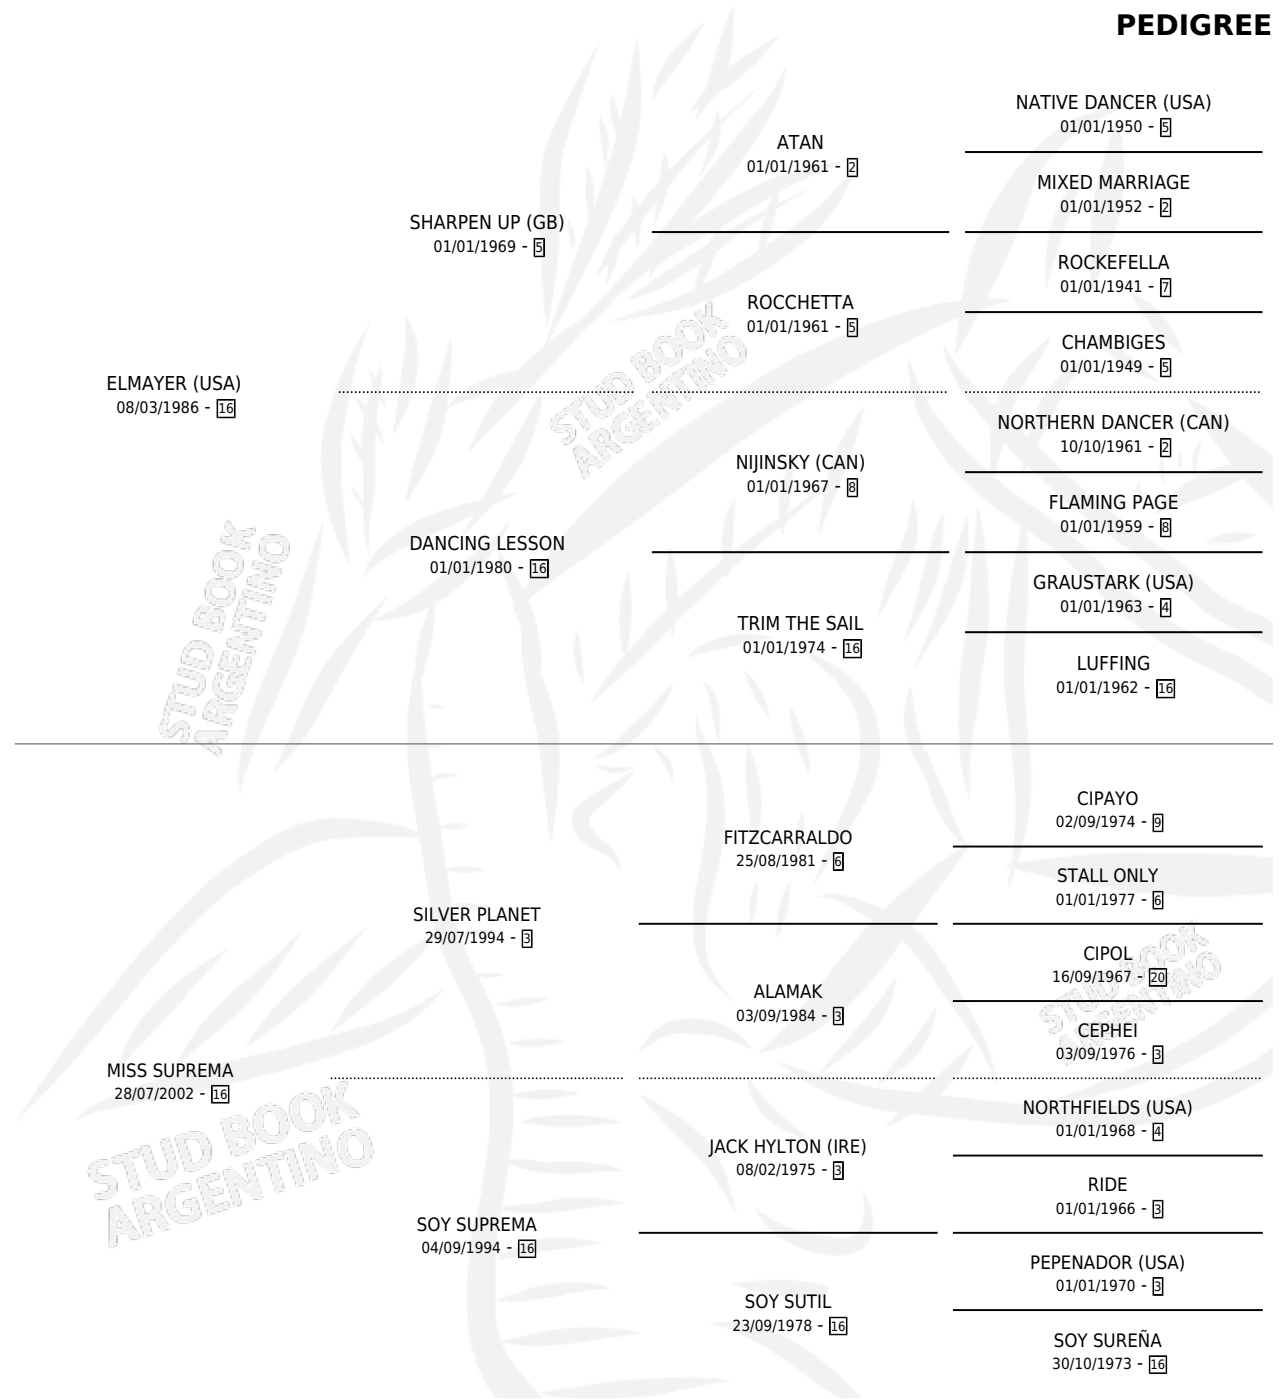 PEDIGREE
NATIVE DANCER (USA)
01/01/1950 - 5
ATAN
01/01/1961 - 2
MIXED MARRIAGE
01/01/1952 - 2
SHARPEN UP (GB)
01/01/1969 - 5
ROCKEFELLA
01/01/1941 - 7
ROCCHETTA
01/01/1961 - 5
CHAMBIGES
01/01/1949 - 5
ELMAYER (USA)
08/03/1986 - 16
NORTHERN DANCER (CAN)
10/10/1961 - 2
NIJINSKY (CAN)
01/01/1967 - 8
FLAMING PAGE
01/01/1959 - 8
DANCING LESSON
01/01/1980 - 16
GRAUSTARK (USA)
01/01/1963 - 4
TRIM THE SAIL
01/01/1974 - 16
LUFFING
01/01/1962 - 16
CIPAYO
02/09/1974 - 9
FITZCARRALDO
25/08/1981 - 6
STALL ONLY
01/01/1977 - 6
SILVER PLANET
29/07/1994 - 3
CIPOL
16/09/1967 - 20
ALAMAK
03/09/1984 - 3
CEPHEI
03/09/1976 - 3
MISS SUPREMA
28/07/2002 - 16
NORTHFIELDS (USA)
01/01/1968 - 4
JACK HYLTON (IRE)
08/02/1975 - 3
RIDE
01/01/1966 - 3
SOY SUPREMA
04/09/1994 - 16
PEPENADOR (USA)
01/01/1970 - 3
SOY SUTIL
23/09/1978 - 16
SOY SUREÑA
30/10/1973 - 16
STUD BOOK
ARGENTINO
STUD BOOK
ARGENTINO
STUD BOOK
ARGENTINO
STUD BOOK
ARGENTINO